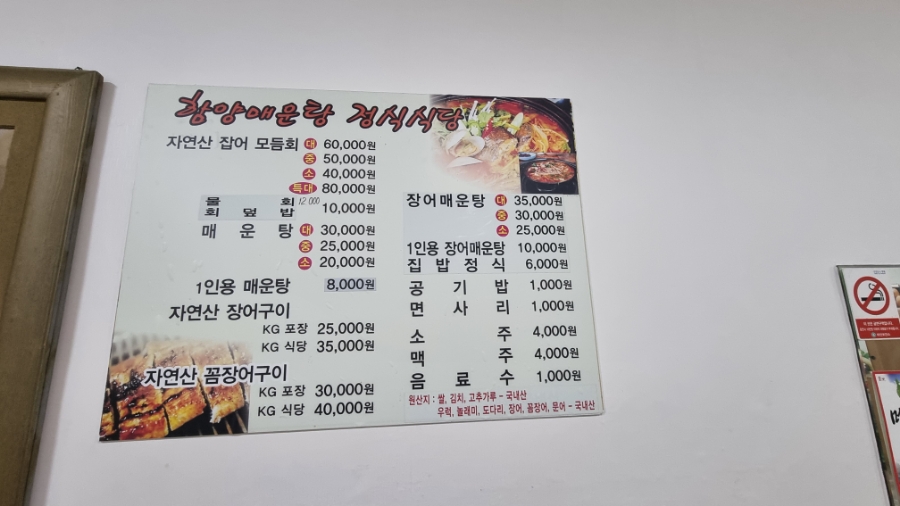 함양매운탕 정식식당
자연산 잡어 모듬회 대 60,000원
중 50,000원
소 40,000원
특대 80,000원
물 회 12.000
회 덮 밥 10,000원
매 운 탕 대 30,000원
중 25,000원
소 20,000원
1인용 매운탕 8,000원
자연산 장어구이
KG 포장 25,000원
KG 식당 35,000원
자연산 꼼장어구이
KG 포장 30,000원
KG 식당 40,000원
장어매운탕 대 35,000원
중 30,000원
소 25,000원
1인용 장어매운탕 10,000원
집 밥 정 식 6,000원
공 기 밥 1,000원
면 사 리 1,000원
소 주 4,000원
맥 주 4,000원
음 료 수 1,000원
원산지 : 쌀, 김치, 고추가루 - 국내산
우럭, 놀래미, 도다리, 장어, 꼼장어, 문어 - 국내산